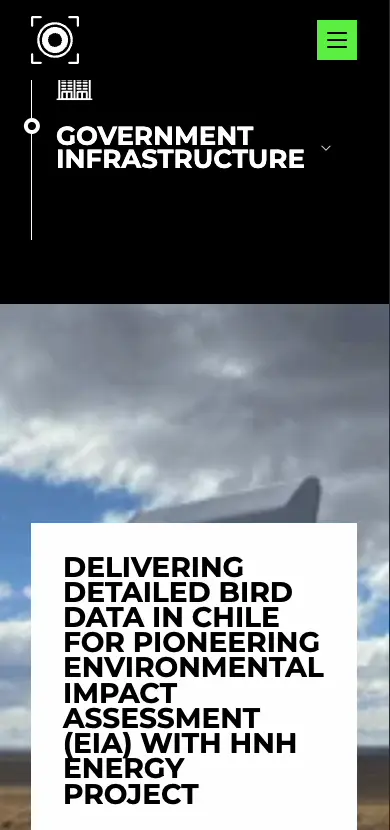 GOVERNMENT
INFRASTRUCTURE
DELIVERING
DETAILED BIRD
DATA IN CHILE
FOR PIONEERING
ENVIRONMENTAL
IMPACT
ASSESSMENT
(EIA) WITH HNH
ENERGY
PROJECT